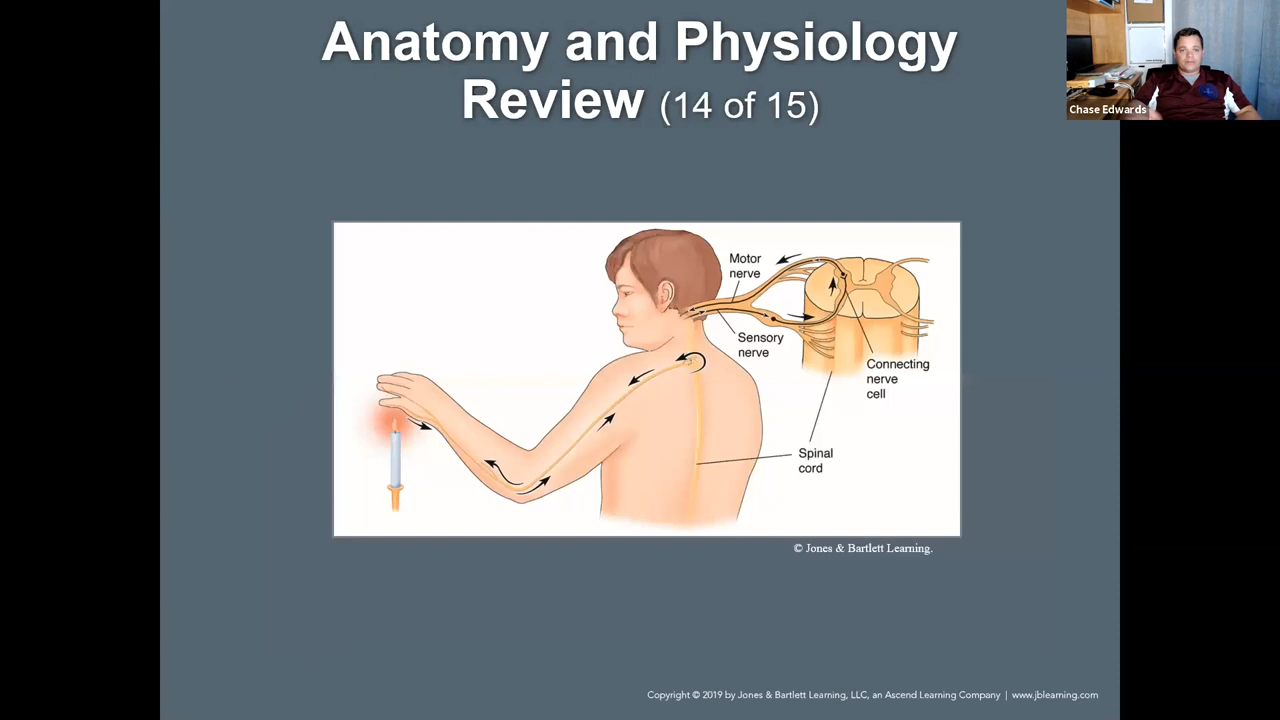 Anatomy and Physiology
Review (14 of 15)
Chase Edwards
Motor
nerve
Sensory
nerve
Connecting
nerve
cell
Spinal
cord
© Jones & Bartlett Learning.
Copyright © 2019 by Jones & Bartlett Learning, LLC, an Ascend Learning Company | www.jblearning.com